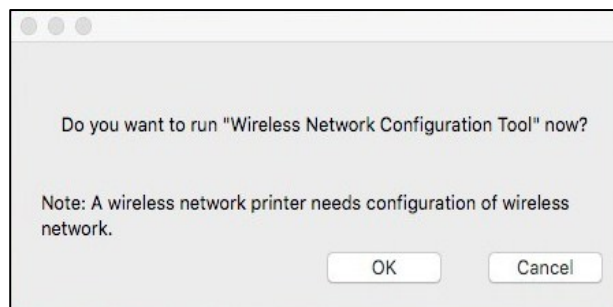 Do you want to run "Wireless Network Configuration Tool" now?
Note: A wireless network printer needs configuration of wireless
network.
OK
Cancel